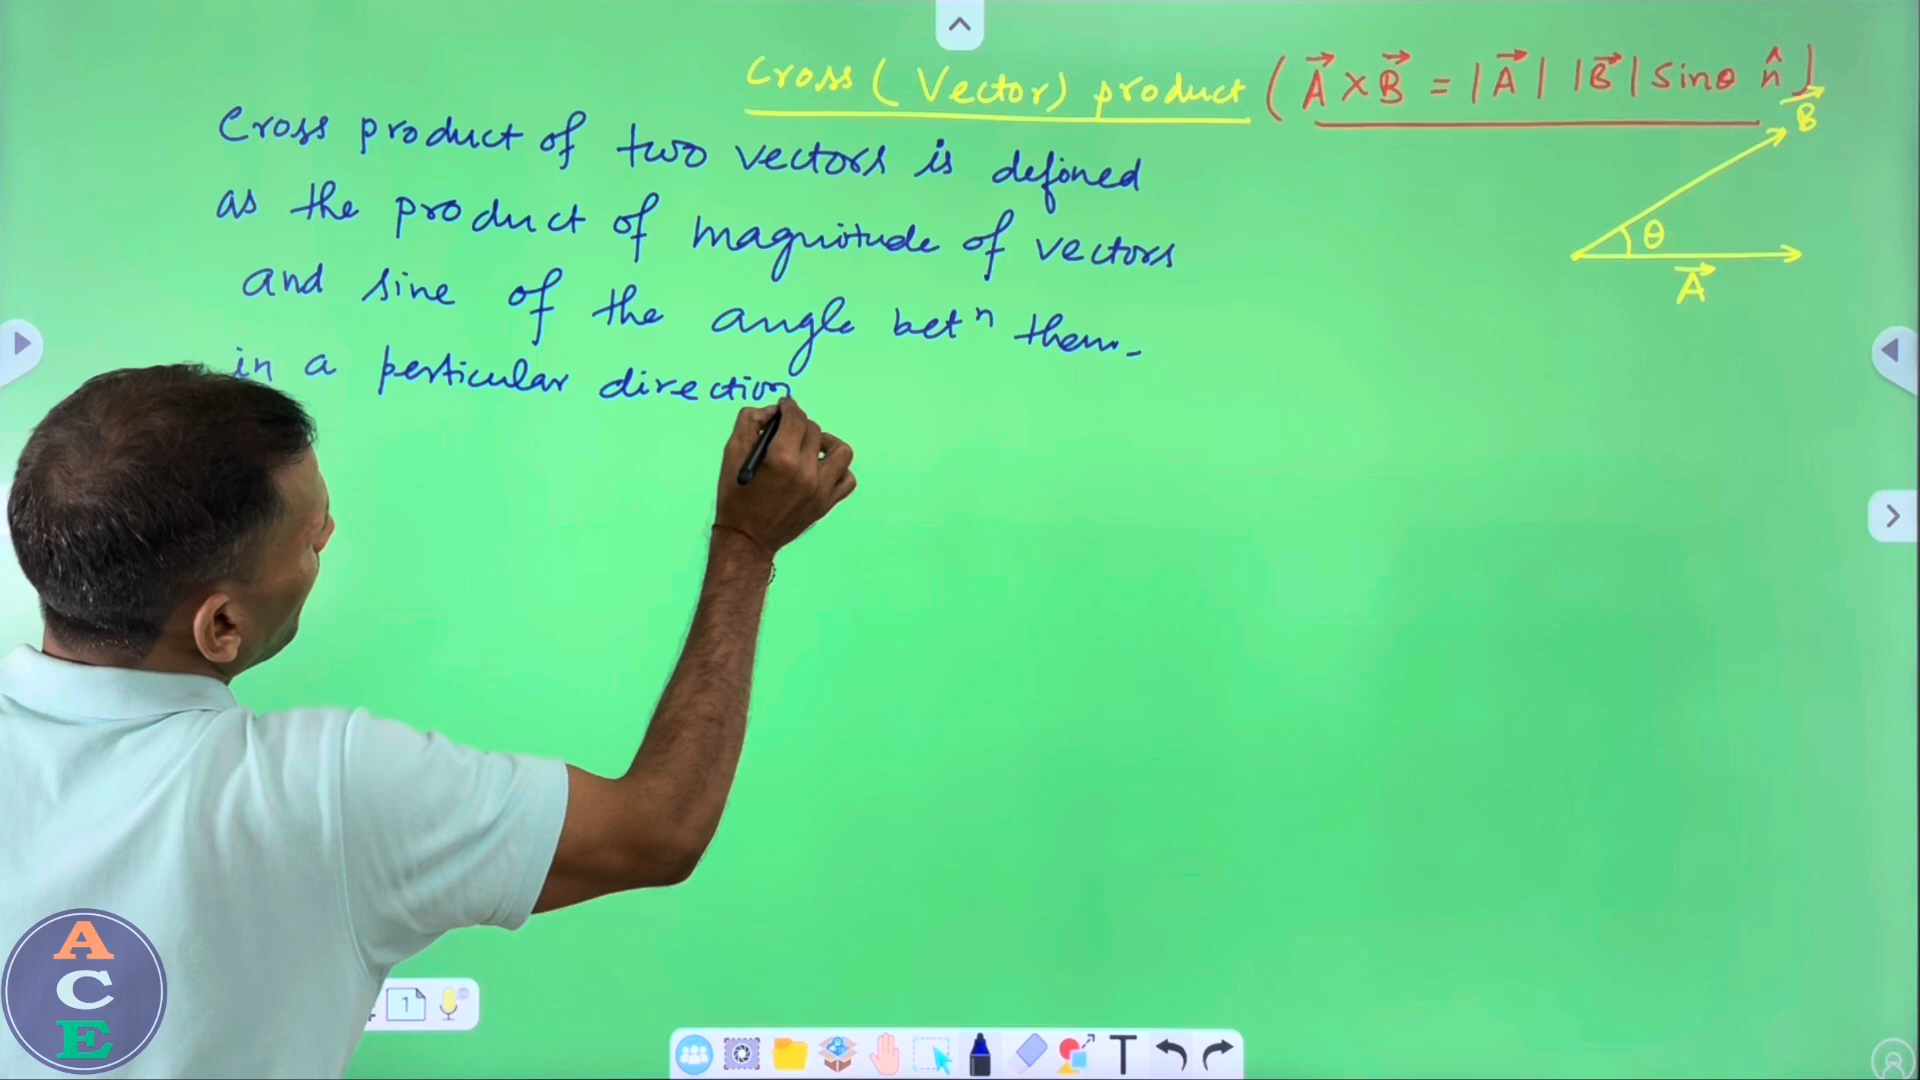 Cross (Vector) product ( A⃗ × B⃗ = |A⃗| |B⃗| sinθ n̂ )
Cross product of two vectors is defined
as the product of magnitude of vectors
and sine of the angle betⁿ them.
in a perticular direction
B⃗
θ
A⃗
A
C
E
1
T